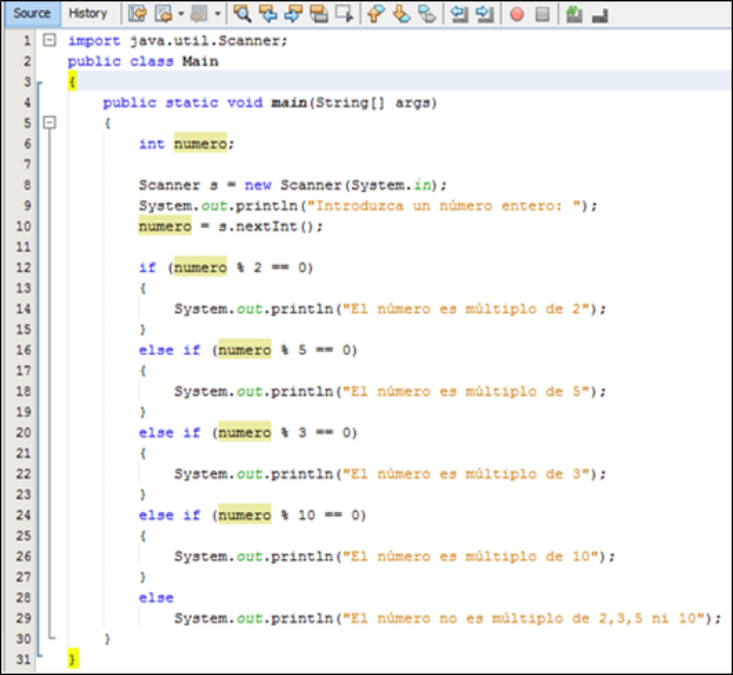 Source History
1 import java.util.Scanner;
2 public class Main
3 {
4 public static void main(String[] args)
5 {
6 int numero;
7
8 Scanner s = new Scanner(System.in);
9 System.out.println("Introduzca un número entero: ");
10 numero = s.nextInt();
11
12 if (numero % 2 == 0)
13 {
14 System.out.println("El número es múltiplo de 2");
15 }
16 else if (numero % 5 == 0)
17 {
18 System.out.println("El número es múltiplo de 5");
19 }
20 else if (numero % 3 == 0)
21 {
22 System.out.println("El número es múltiplo de 3");
23 }
24 else if (numero % 10 == 0)
25 {
26 System.out.println("El número es múltiplo de 10");
27 }
28 else
29 System.out.println("El número no es múltiplo de 2,3,5 ni 10");
30 }
31 }